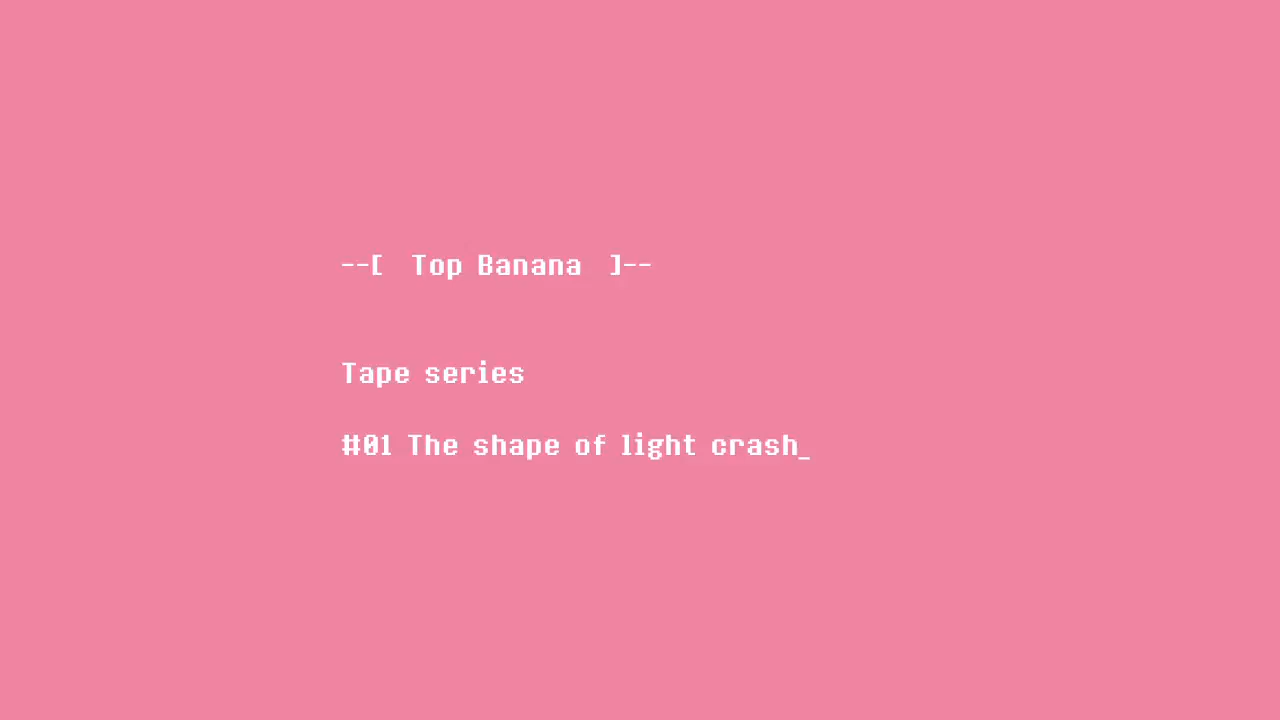 --[  Top Banana  ]--
Tape series
#01 The shape of light crash_